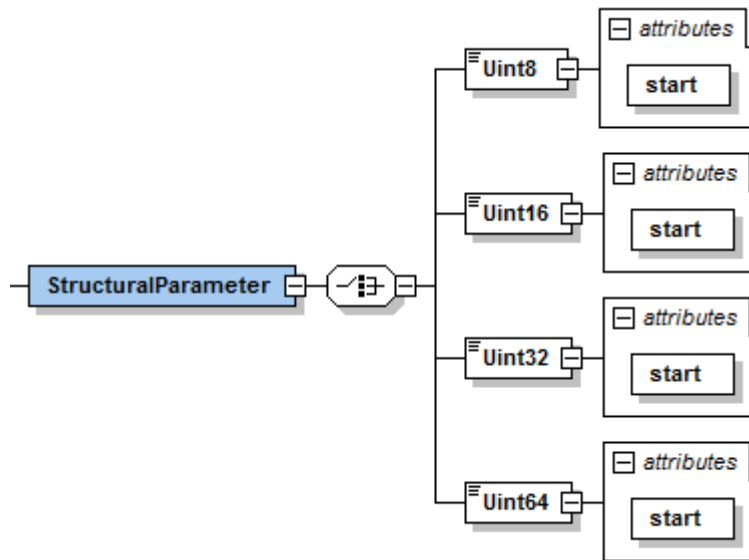 attributes
Uint8
start
attributes
Uint16
start
StructuralParameter
attributes
Uint32
start
attributes
Uint64
start